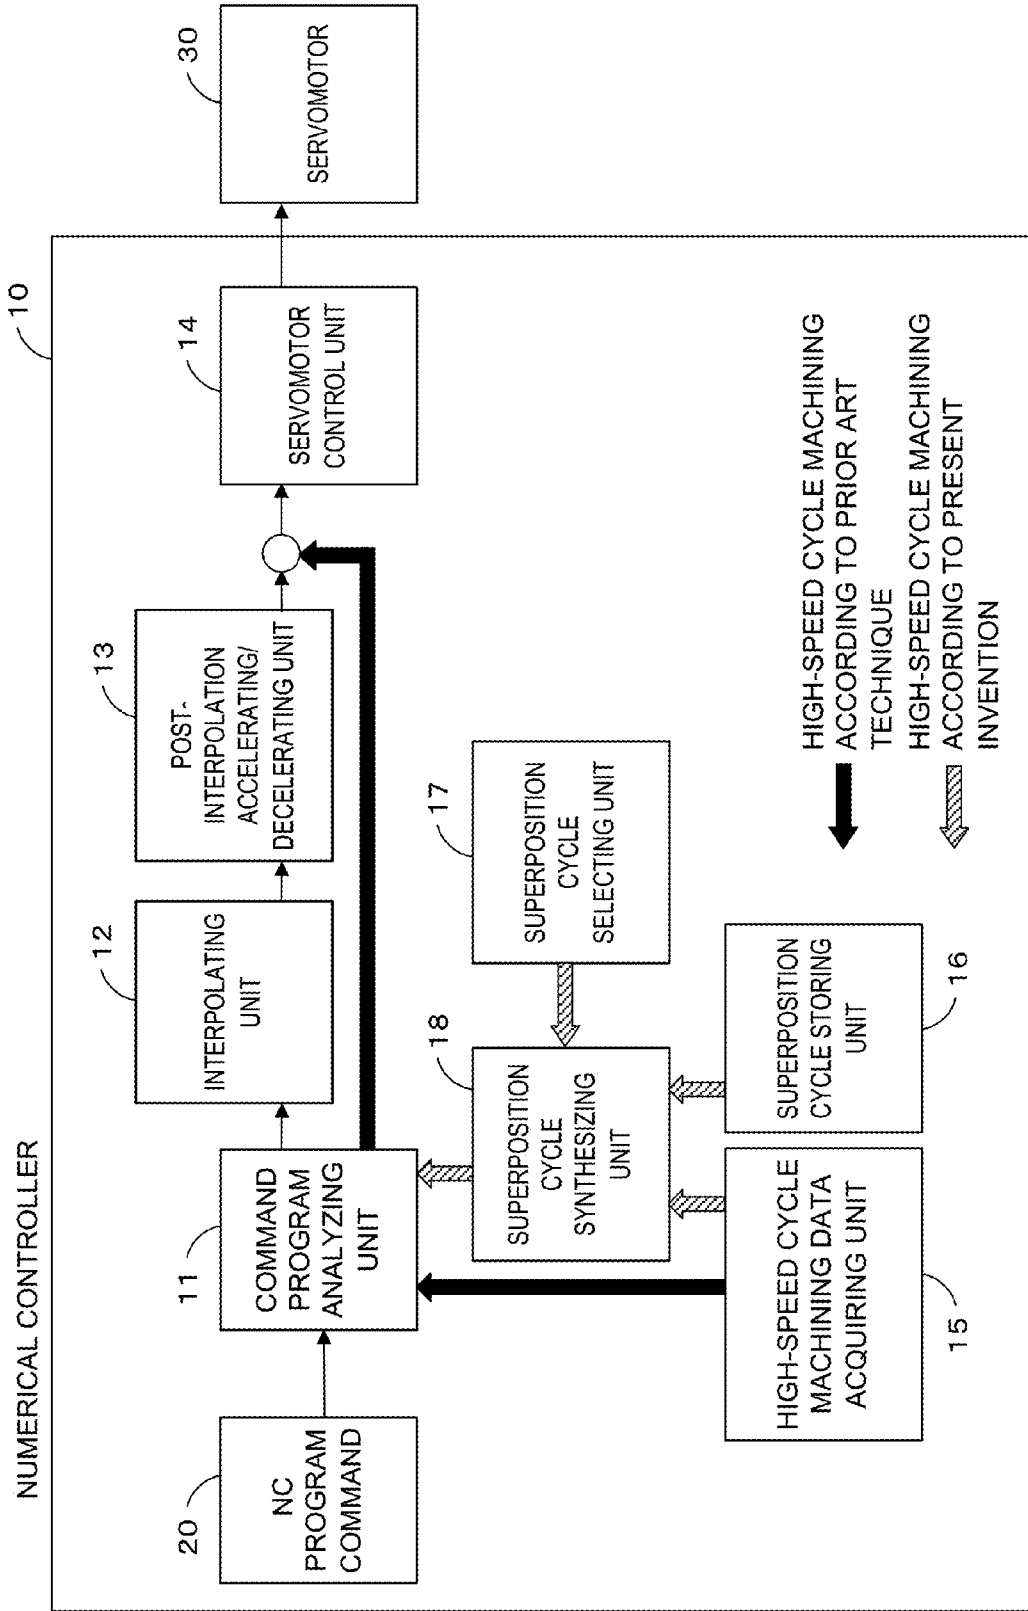 NUMERICAL CONTROLLER
10
20
NC
PROGRAM
COMMAND
11
COMMAND
PROGRAM
ANALYZING
UNIT
12
INTERPOLATING
UNIT
13
POST-
INTERPOLATION
ACCELERATING/
DECELERATING UNIT
14
SERVOMOTOR
CONTROL UNIT
30
SERVOMOTOR
18
SUPERPOSITION
CYCLE
SYNTHESIZING
UNIT
17
SUPERPOSITION
CYCLE
SELECTING UNIT
HIGH-SPEED CYCLE
MACHINING DATA
ACQUIRING UNIT
15
SUPERPOSITION
CYCLE STORING
UNIT
16
HIGH-SPEED CYCLE MACHINING
ACCORDING TO PRIOR ART
TECHNIQUE
HIGH-SPEED CYCLE MACHINING
ACCORDING TO PRESENT
INVENTION